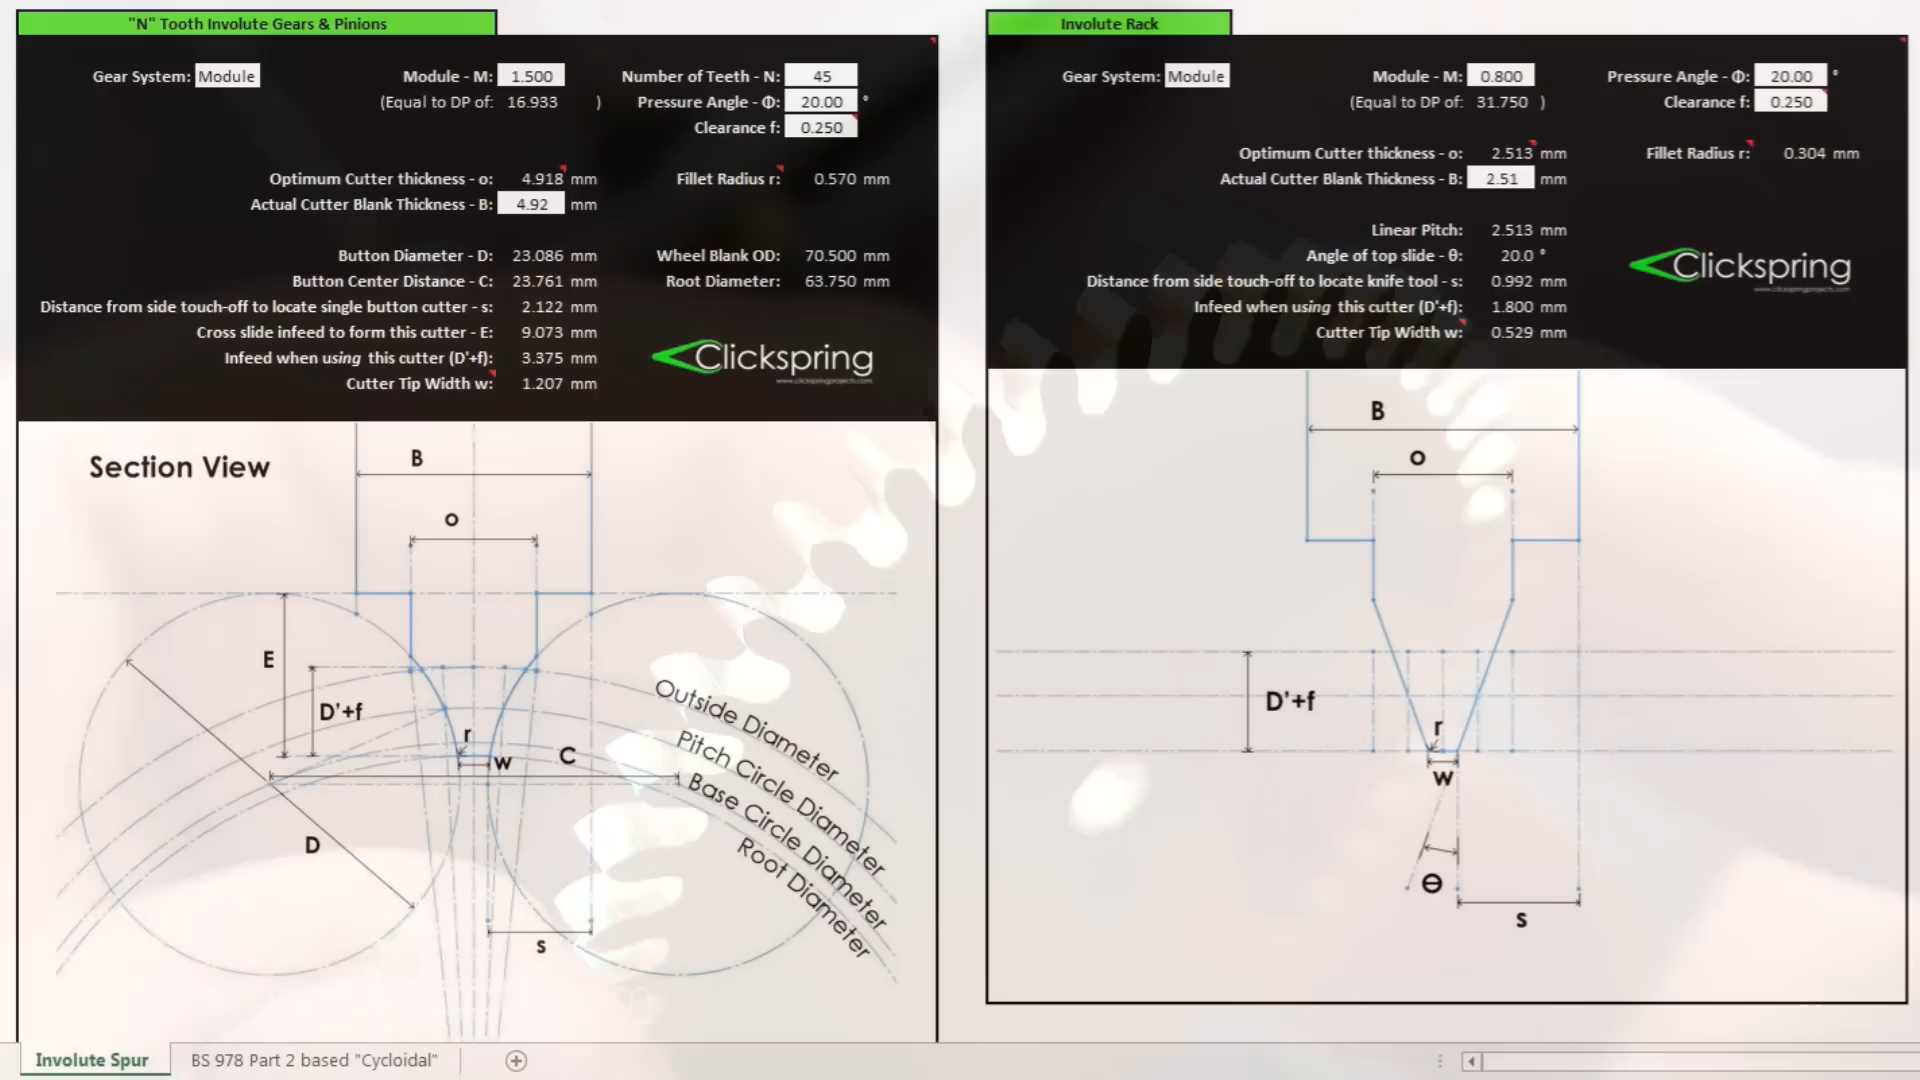 "N" Tooth Involute Gears & Pinions
Gear System: Module
Module - M: 1.500
Number of Teeth - N: 45
(Equal to DP of: 16.933 )
Pressure Angle - Φ: 20.00 °
Clearance f: 0.250
Optimum Cutter thickness - o: 4.918 mm
Fillet Radius r: 0.570 mm
Actual Cutter Blank Thickness - B: 4.92 mm
Button Diameter - D: 23.086 mm
Wheel Blank OD: 70.500 mm
Button Center Distance - C: 23.761 mm
Root Diameter: 63.750 mm
Distance from side touch-off to locate single button cutter - s: 2.122 mm
Cross slide infeed to form this cutter - E: 9.073 mm
Infeed when using this cutter (D'+f): 3.375 mm
Cutter Tip Width w: 1.207 mm
Clickspring
www.clickspringprojects.com
Section View
B
o
E
D'+f
r
w
C
D
s
Outside Diameter
Pitch Circle Diameter
Base Circle Diameter
Root Diameter
Involute Rack
Gear System: Module
Module - M: 0.800
Pressure Angle - Φ: 20.00 °
(Equal to DP of: 31.750 )
Clearance f: 0.250
Optimum Cutter thickness - o: 2.513 mm
Fillet Radius r: 0.304 mm
Actual Cutter Blank Thickness - B: 2.51 mm
Linear Pitch: 2.513 mm
Angle of top slide - θ: 20.0 °
Distance from side touch-off to locate knife tool - s: 0.992 mm
Infeed when using this cutter (D'+f): 1.800 mm
Cutter Tip Width w: 0.529 mm
Clickspring
www.clickspringprojects.com
B
o
D'+f
r
w
Θ
s
Involute Spur
BS 978 Part 2 based "Cycloidal"